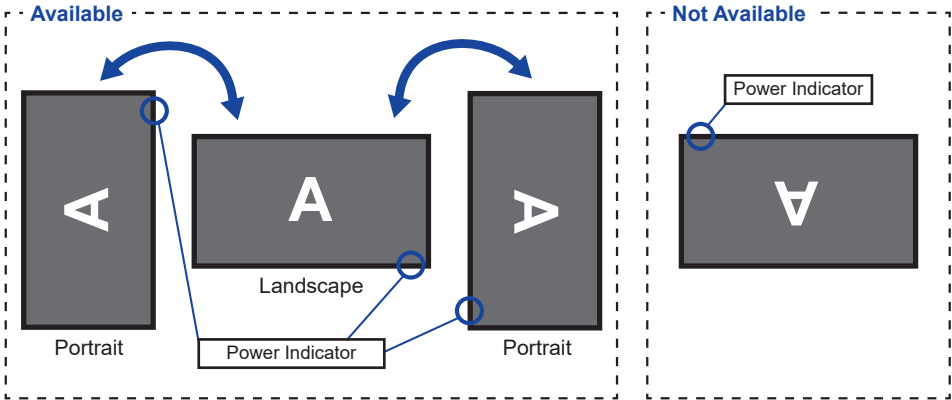 Available
Not Available
Power Indicator
A
A
A
A
Landscape
Portrait
Power Indicator
Portrait